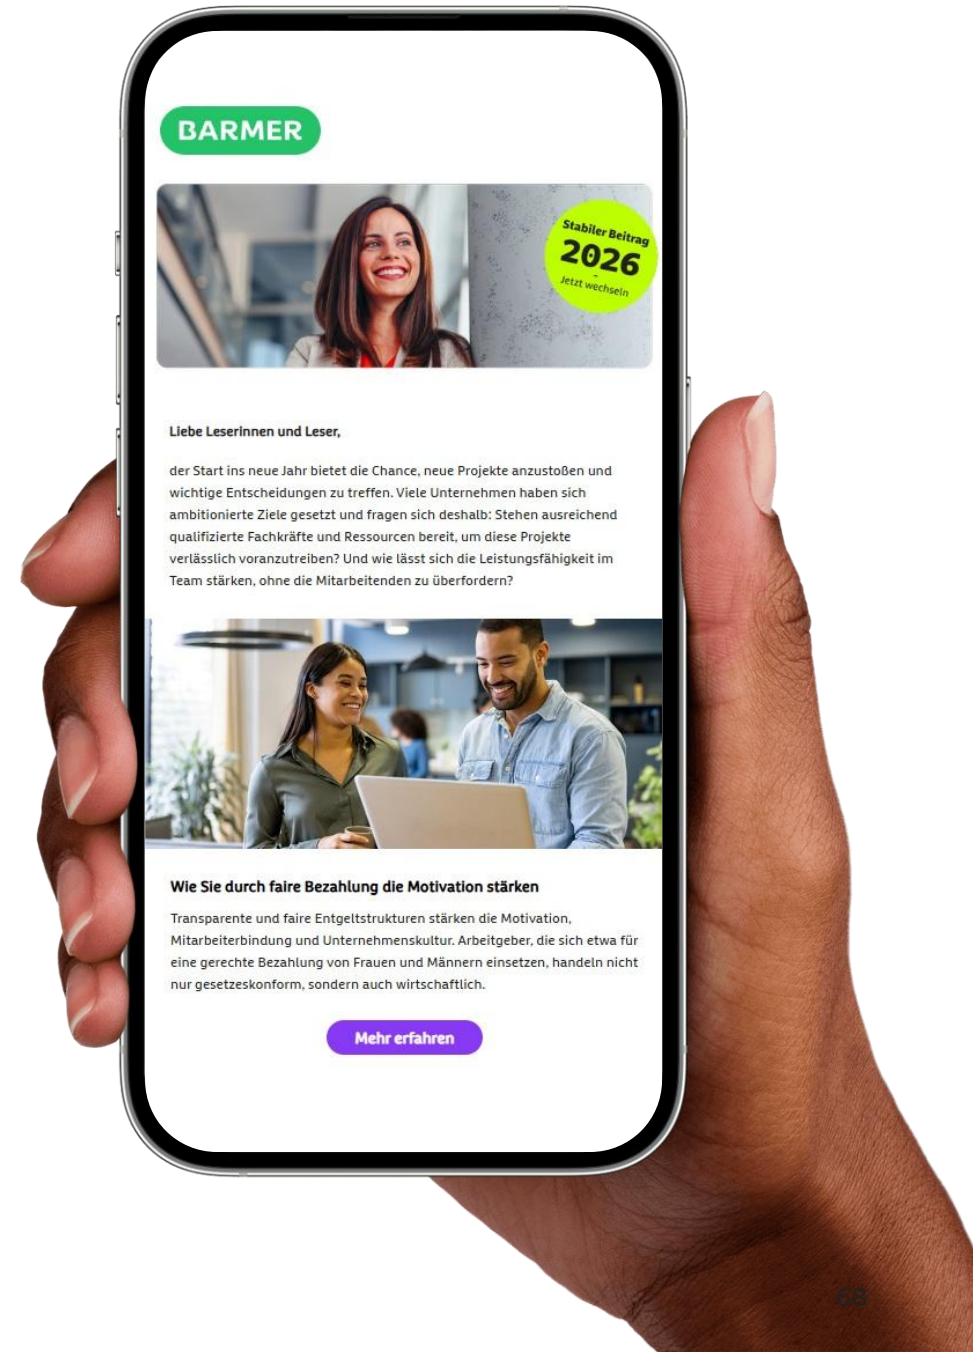 BARMER
Stabiler Beitrag
2026
-
Jetzt wechseln
Liebe Leserinnen und Leser,
der Start ins neue Jahr bietet die Chance, neue Projekte anzustoßen und
wichtige Entscheidungen zu treffen. Viele Unternehmen haben sich
ambitionierte Ziele gesetzt und fragen sich deshalb: Stehen ausreichend
qualifizierte Fachkräfte und Ressourcen bereit, um diese Projekte
verlässlich voranzutreiben? Und wie lässt sich die Leistungsfähigkeit im
Team stärken, ohne die Mitarbeitenden zu überfordern?
Wie Sie durch faire Bezahlung die Motivation stärken
Transparente und faire Entgeltstrukturen stärken die Motivation,
Mitarbeiterbindung und Unternehmenskultur. Arbeitgeber, die sich etwa für
eine gerechte Bezahlung von Frauen und Männern einsetzen, handeln nicht
nur gesetzeskonform, sondern auch wirtschaftlich.
Mehr erfahren
68